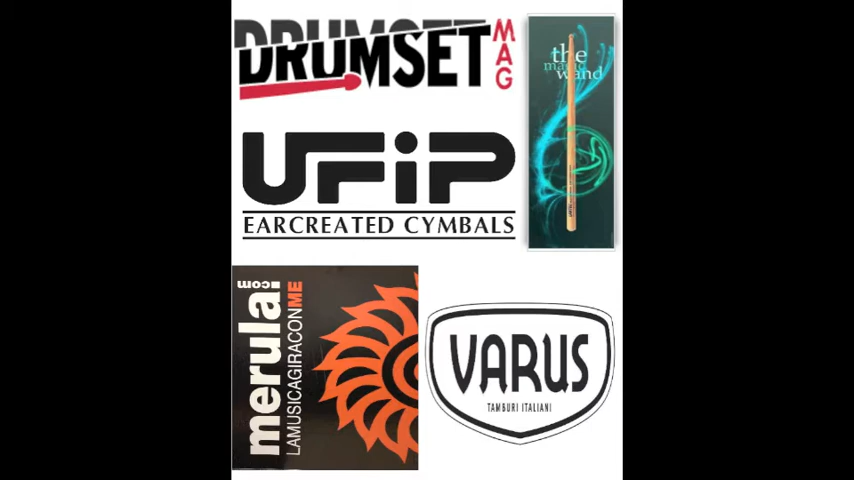 DRUMSET
MAG
the
magic
wand
UFiP
EARCREATED CYMBALS
merula.com
LAMUSICAGIRACONME
VARUS
TAMBURI ITALIANI